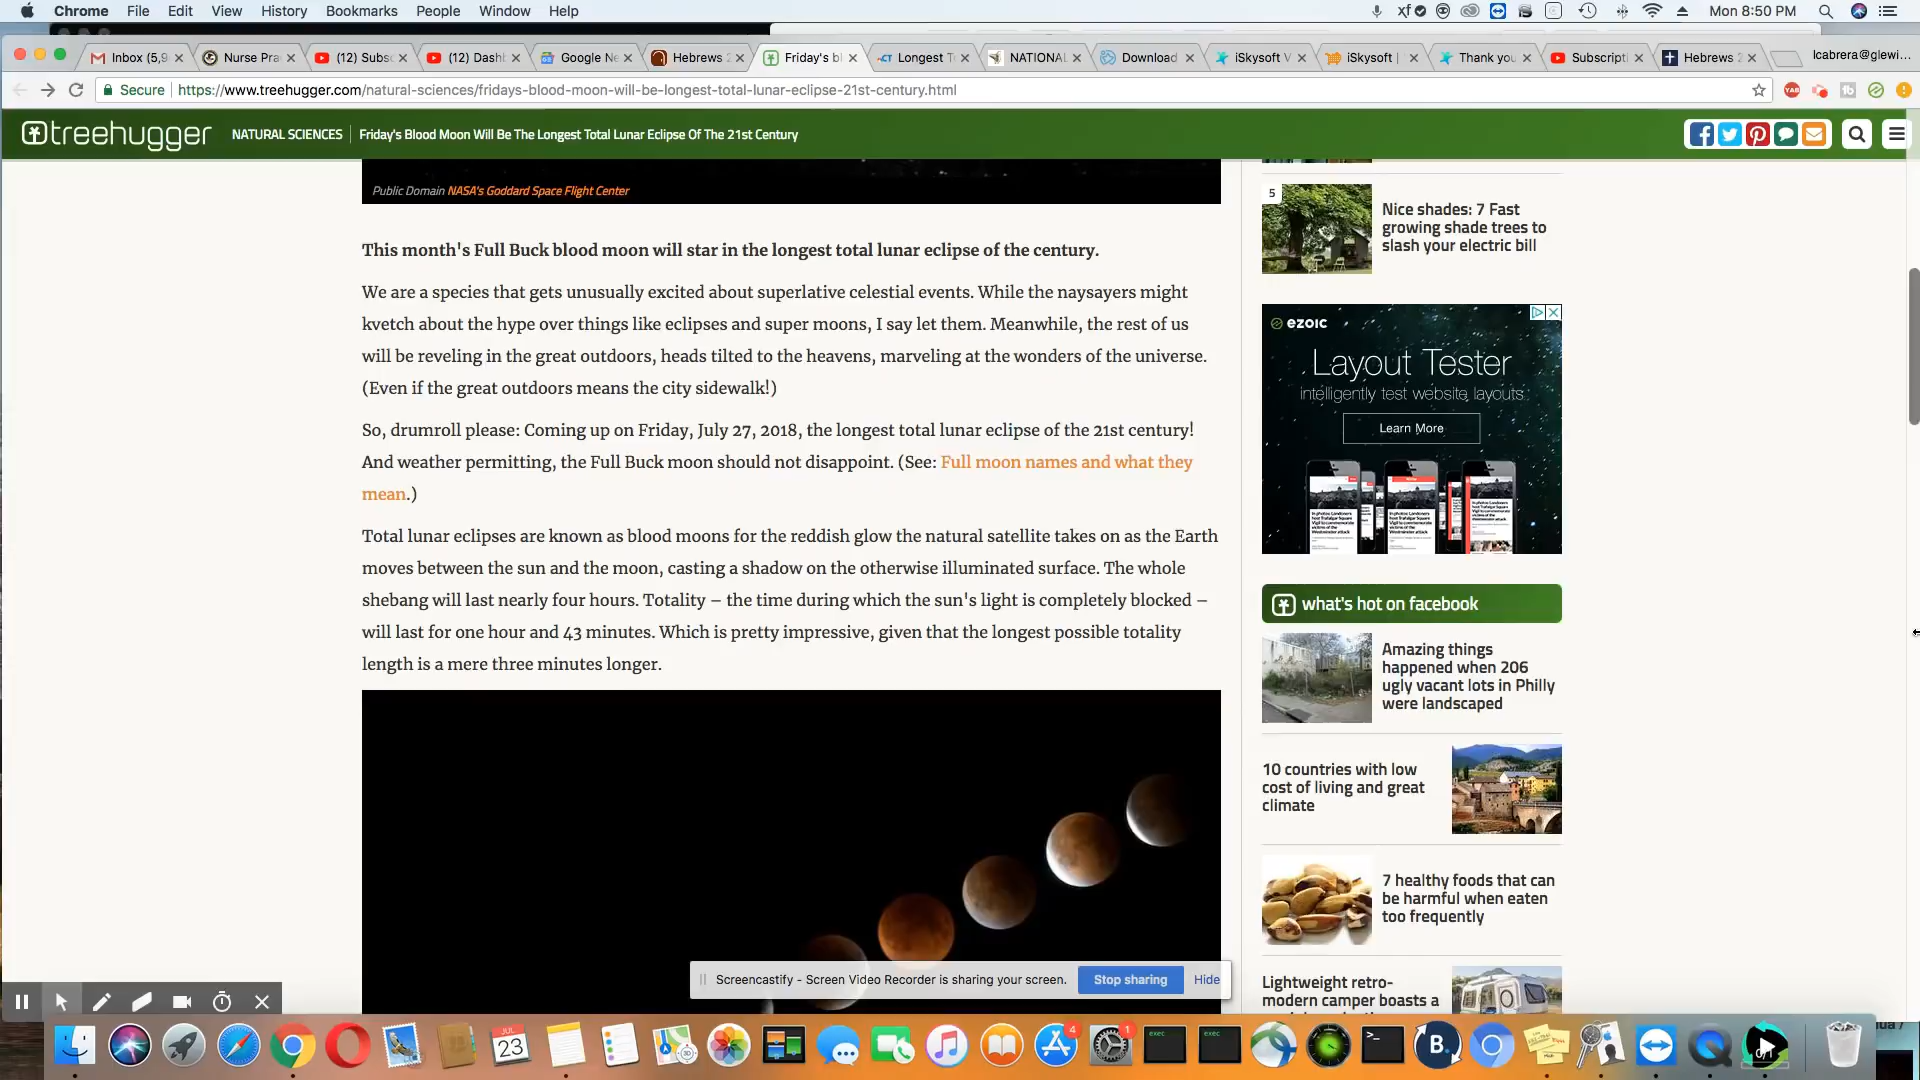 Chrome File Edit View History Bookmarks People Window Help
Mon 8:50 PM
Inbox (5,9
Nurse Pra
(12) Subsc
(12) Dashb
Google Ne
Hebrews 2
Friday's bl
Longest T
NATIONAL
Download
iSkysoft V
iSkysoft |
Thank you
Subscripti
Hebrews 2
lcabrera@glewi...
Secure https://www.treehugger.com/natural-sciences/fridays-blood-moon-will-be-longest-total-lunar-eclipse-21st-century.html
treehugger NATURAL SCIENCES Friday's Blood Moon Will Be The Longest Total Lunar Eclipse Of The 21st Century
Public Domain NASA's Goddard Space Flight Center
This month's Full Buck blood moon will star in the longest total lunar eclipse of the century.
We are a species that gets unusually excited about superlative celestial events. While the naysayers might
kvetch about the hype over things like eclipses and super moons, I say let them. Meanwhile, the rest of us
will be reveling in the great outdoors, heads tilted to the heavens, marveling at the wonders of the universe.
(Even if the great outdoors means the city sidewalk!)
So, drumroll please: Coming up on Friday, July 27, 2018, the longest total lunar eclipse of the 21st century!
And weather permitting, the Full Buck moon should not disappoint. (See: Full moon names and what they
mean.)
Total lunar eclipses are known as blood moons for the reddish glow the natural satellite takes on as the Earth
moves between the sun and the moon, casting a shadow on the otherwise illuminated surface. The whole
shebang will last nearly four hours. Totality – the time during which the sun's light is completely blocked –
will last for one hour and 43 minutes. Which is pretty impressive, given that the longest possible totality
length is a mere three minutes longer.
5
Nice shades: 7 Fast
growing shade trees to
slash your electric bill
ezoic
Layout Tester
intelligently test website layouts
Learn More
what's hot on facebook
Amazing things
happened when 206
ugly vacant lots in Philly
were landscaped
10 countries with low
cost of living and great
climate
7 healthy foods that can
be harmful when eaten
too frequently
Lightweight retro-
modern camper boasts a
Screencastify - Screen Video Recorder is sharing your screen.
Stop sharing
Hide
JUL
23
4
1
exec
exec
B.